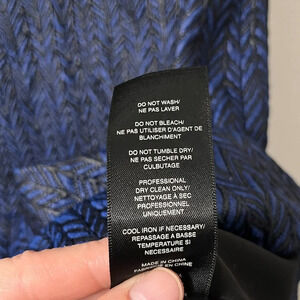 DO NOT WASH/
NE PAS LAVER
DO NOT BLEACH/
NE PAS UTILISER D'AGENT DE
BLANCHIMENT
DO NOT TUMBLE DRY/
NE PAS SECHER PAR
CULBUTAGE
PROFESSIONAL
DRY CLEAN ONLY/
NETTOYAGE À SEC
PROFESSIONNEL
UNIQUEMENT
COOL IRON IF NECESSARY/
REPASSAGE A BASSE
TEMPERATURE SI
NECESSAIRE
MADE IN CHINA
FABRIQUÉ EN CHINE